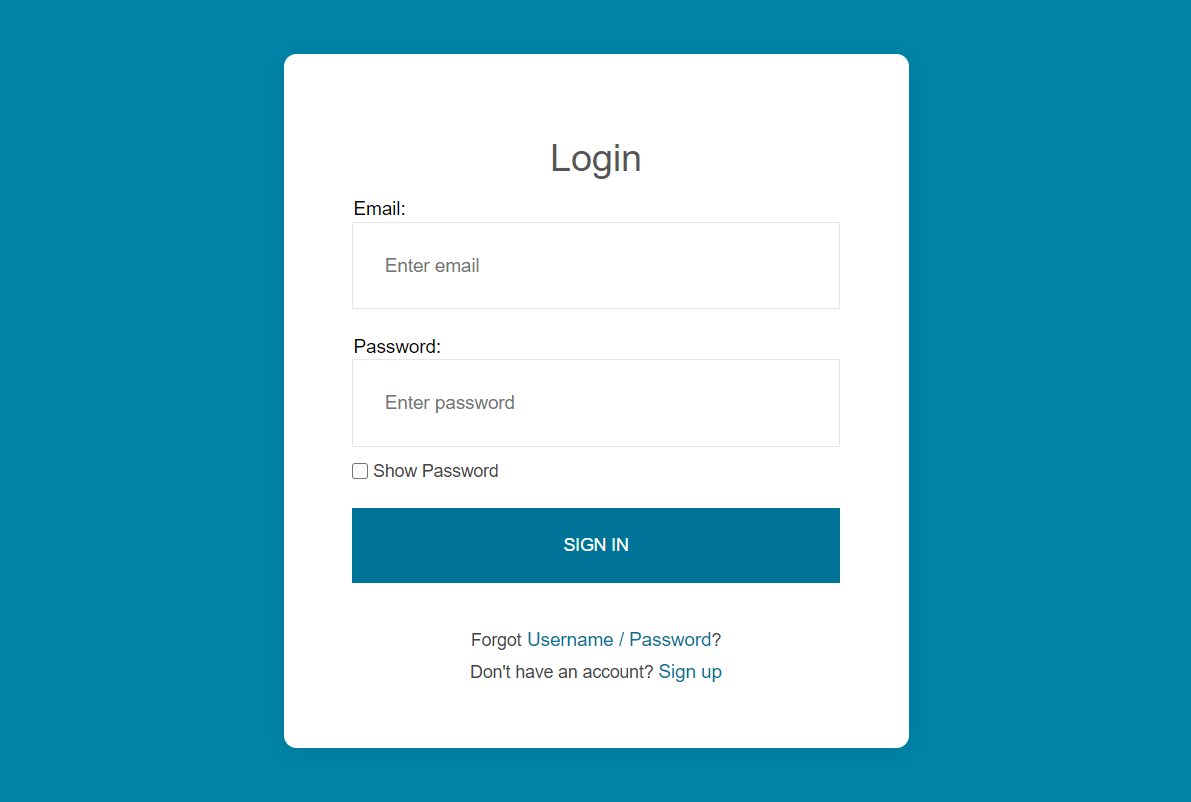 Login
Email:
Enter email
Password:
Enter password
Show Password
SIGN IN
Forgot Username / Password?
Don't have an account? Sign up